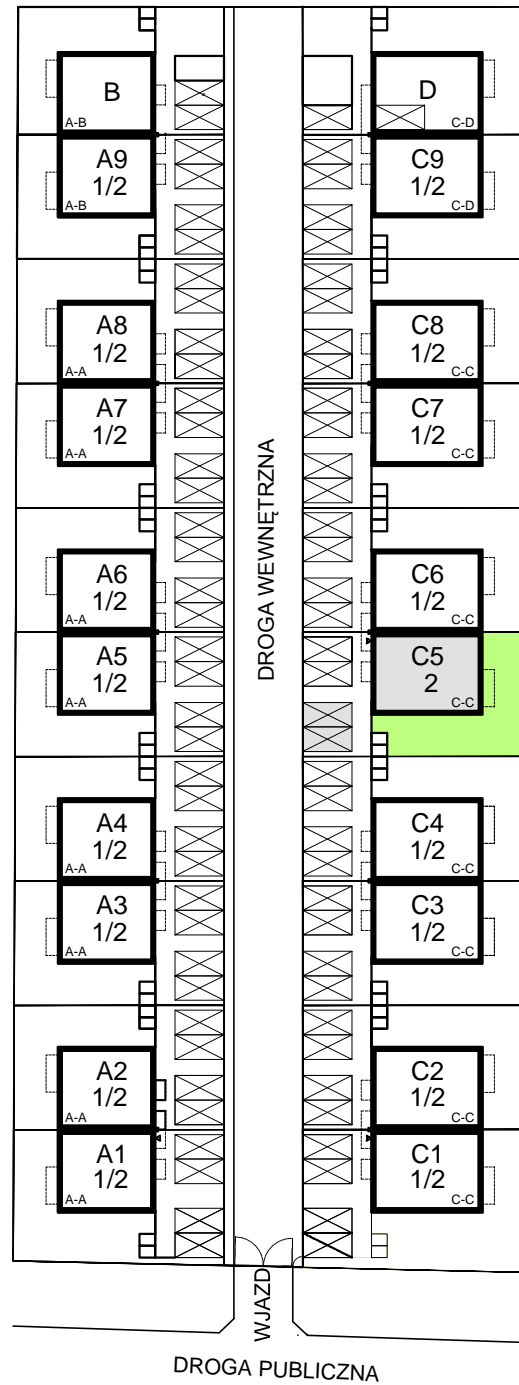 B
A-B
A9
1/2
A-B
A8
1/2
A-A
A7
1/2
A-A
A6
1/2
A-A
A5
1/2
A-A
A4
1/2
A-A
A3
1/2
A-A
A2
1/2
A-A
A1
1/2
A-A
DROGA WEWNĘTRZNA
D
C-D
C9
1/2
C-D
C8
1/2
C-C
C7
1/2
C-C
C6
1/2
C-C
C5
2
C-C
C4
1/2
C-C
C3
1/2
C-C
C2
1/2
C-C
C1
1/2
C-C
WJAZD
DROGA PUBLICZNA